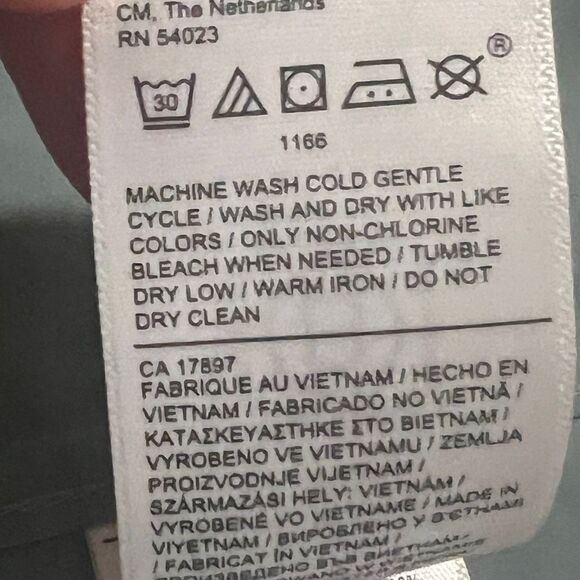 CM, The Netherlands
RN 54023
30
®
1166
MACHINE WASH COLD GENTLE
CYCLE / WASH AND DRY WITH LIKE
COLORS / ONLY NON-CHLORINE
BLEACH WHEN NEEDED / TUMBLE
DRY LOW / WARM IRON / DO NOT
DRY CLEAN
CA 17897
FABRIQUE AU VIETNAM / HECHO EN
VIETNAM / FABRICADO NO VIETNÃ /
ΚΑΤΑΣΚΕΥΑΣΤΗΚΕ ΣΤΟ ΒΙΕΤΝΑΜ /
VYROBENO VE VIETNAMU / ZEMLJA
PROIZVODNJE VIJETNAM /
SZÁRMAZÁSI HELY: VIETNÁM /
VYROBENÉ VO VIETNAME / MADE IN
VIYETNAM / ВИРОБЛЕНО У В'ЄТНАМІ
/ FABRICAT ÎN VIETNAM /